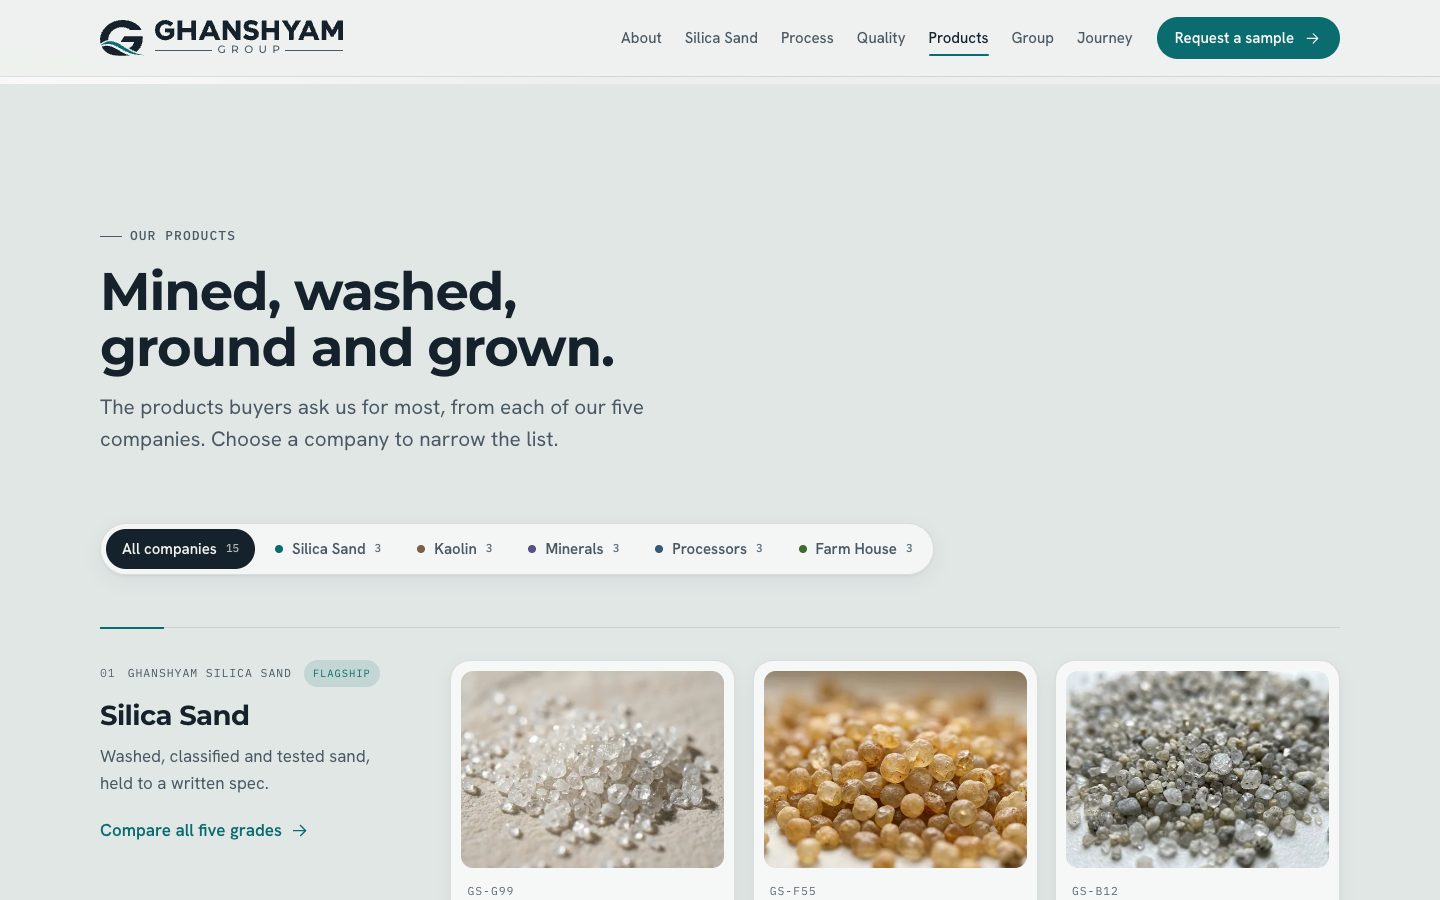 GHANSHYAM
GROUP
About
Silica Sand
Process
Quality
Products
Group
Journey
Request a sample →
OUR PRODUCTS
Mined, washed,
ground and grown.
The products buyers ask us for most, from each of our five
companies. Choose a company to narrow the list.
All companies 15
Silica Sand 3
Kaolin 3
Minerals 3
Processors 3
Farm House 3
01 GHANSHYAM SILICA SAND FLAGSHIP
Silica Sand
Washed, classified and tested sand,
held to a written spec.
Compare all five grades →
GS-G99
GS-F55
GS-B12